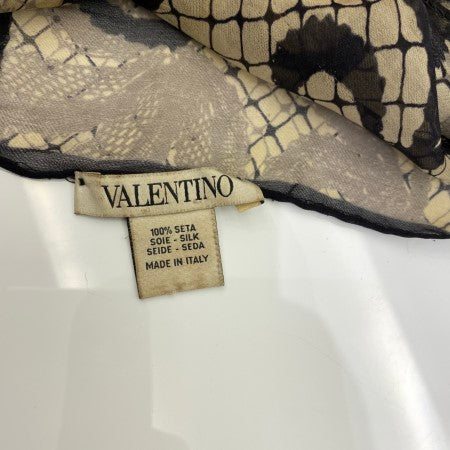 VALENTINO
100% SETA
SOIE - SILK
SEIDE - SEDA
MADE IN ITALY